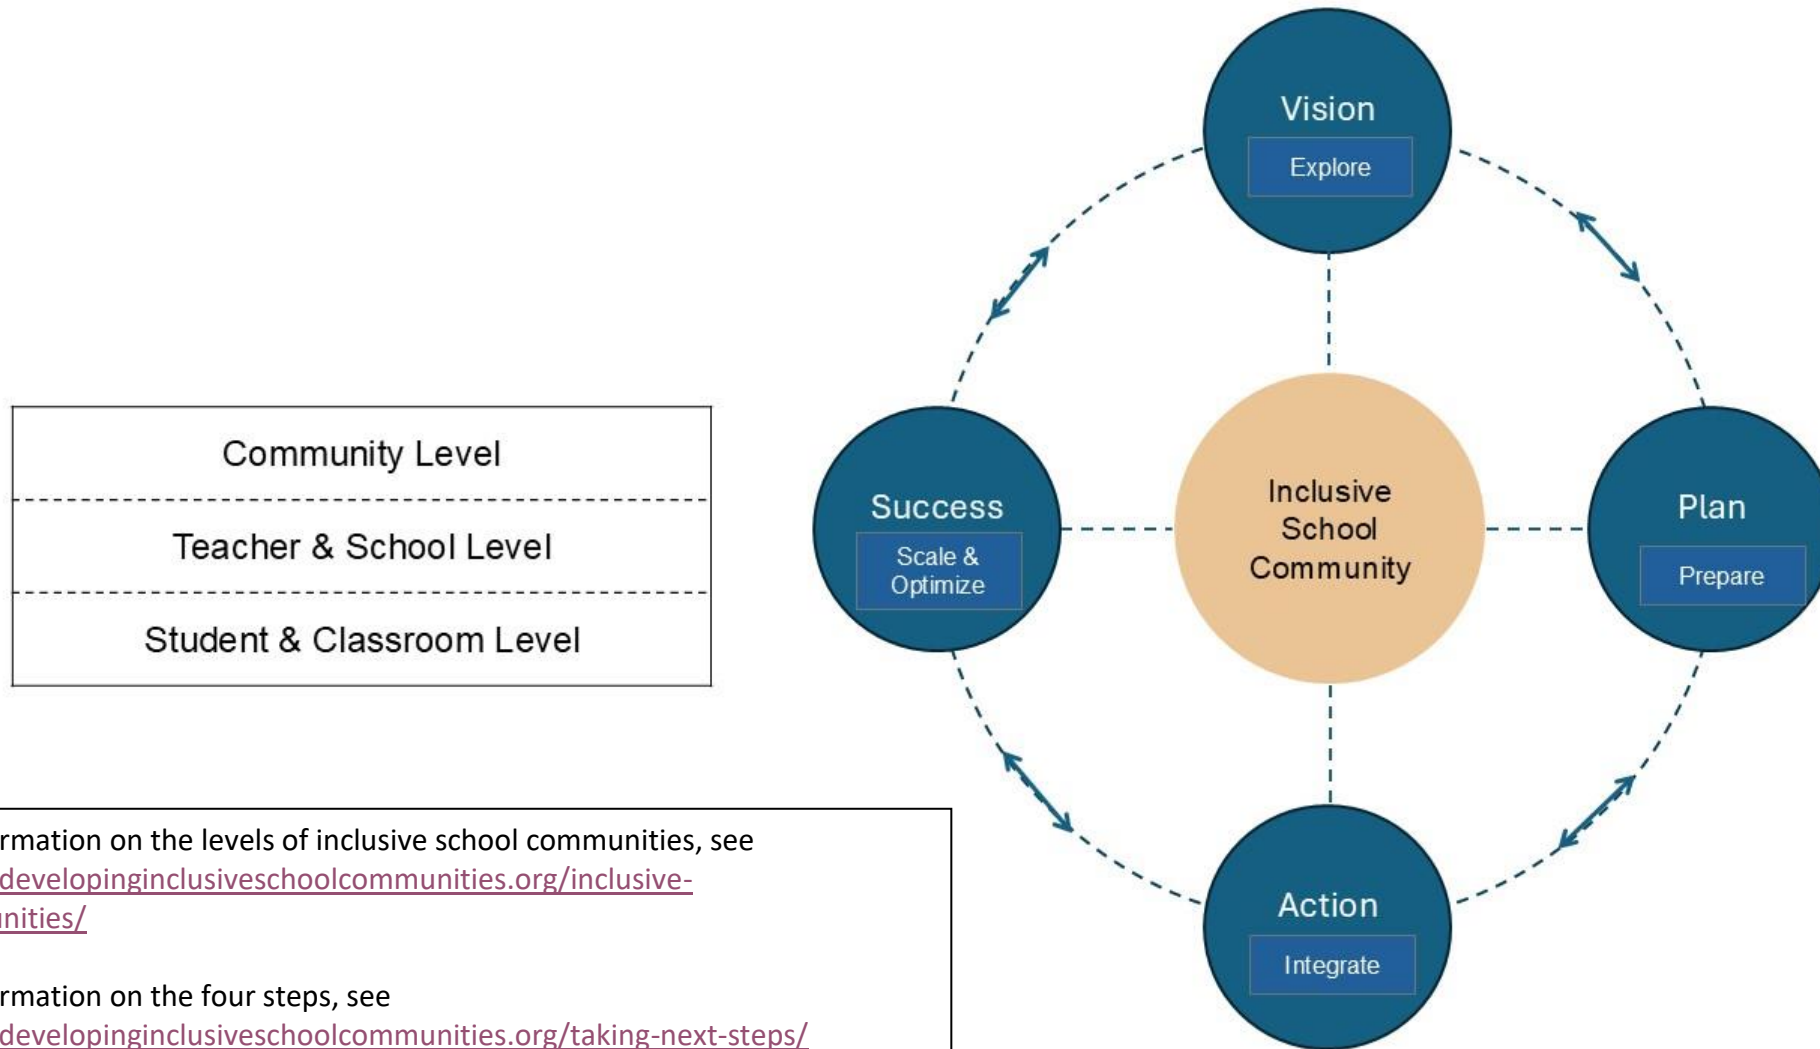 Community Level
Teacher & School Level
Student & Classroom Level
Vision
Explore
Success
Scale &
Optimize
Inclusive
School
Community
Plan
Prepare
Action
Integrate
rmation on the levels of inclusive school communities, see
developinginclusiveschoolcommunities.org/inclusive-
nities/
rmation on the four steps, see
developinginclusiveschoolcommunities.org/taking-next-steps/